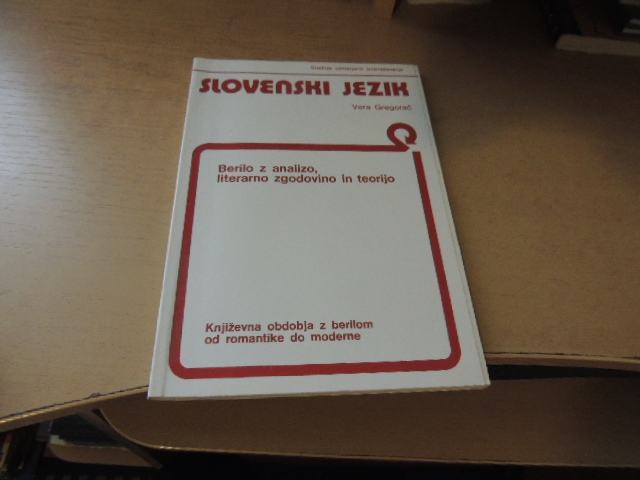 SLOVENSKI JEZIK
Vera Gregorač
Berilo z analizo,
literarno zgodovino in teorijo
Književna obdobja z berilom
od romantike do moderne